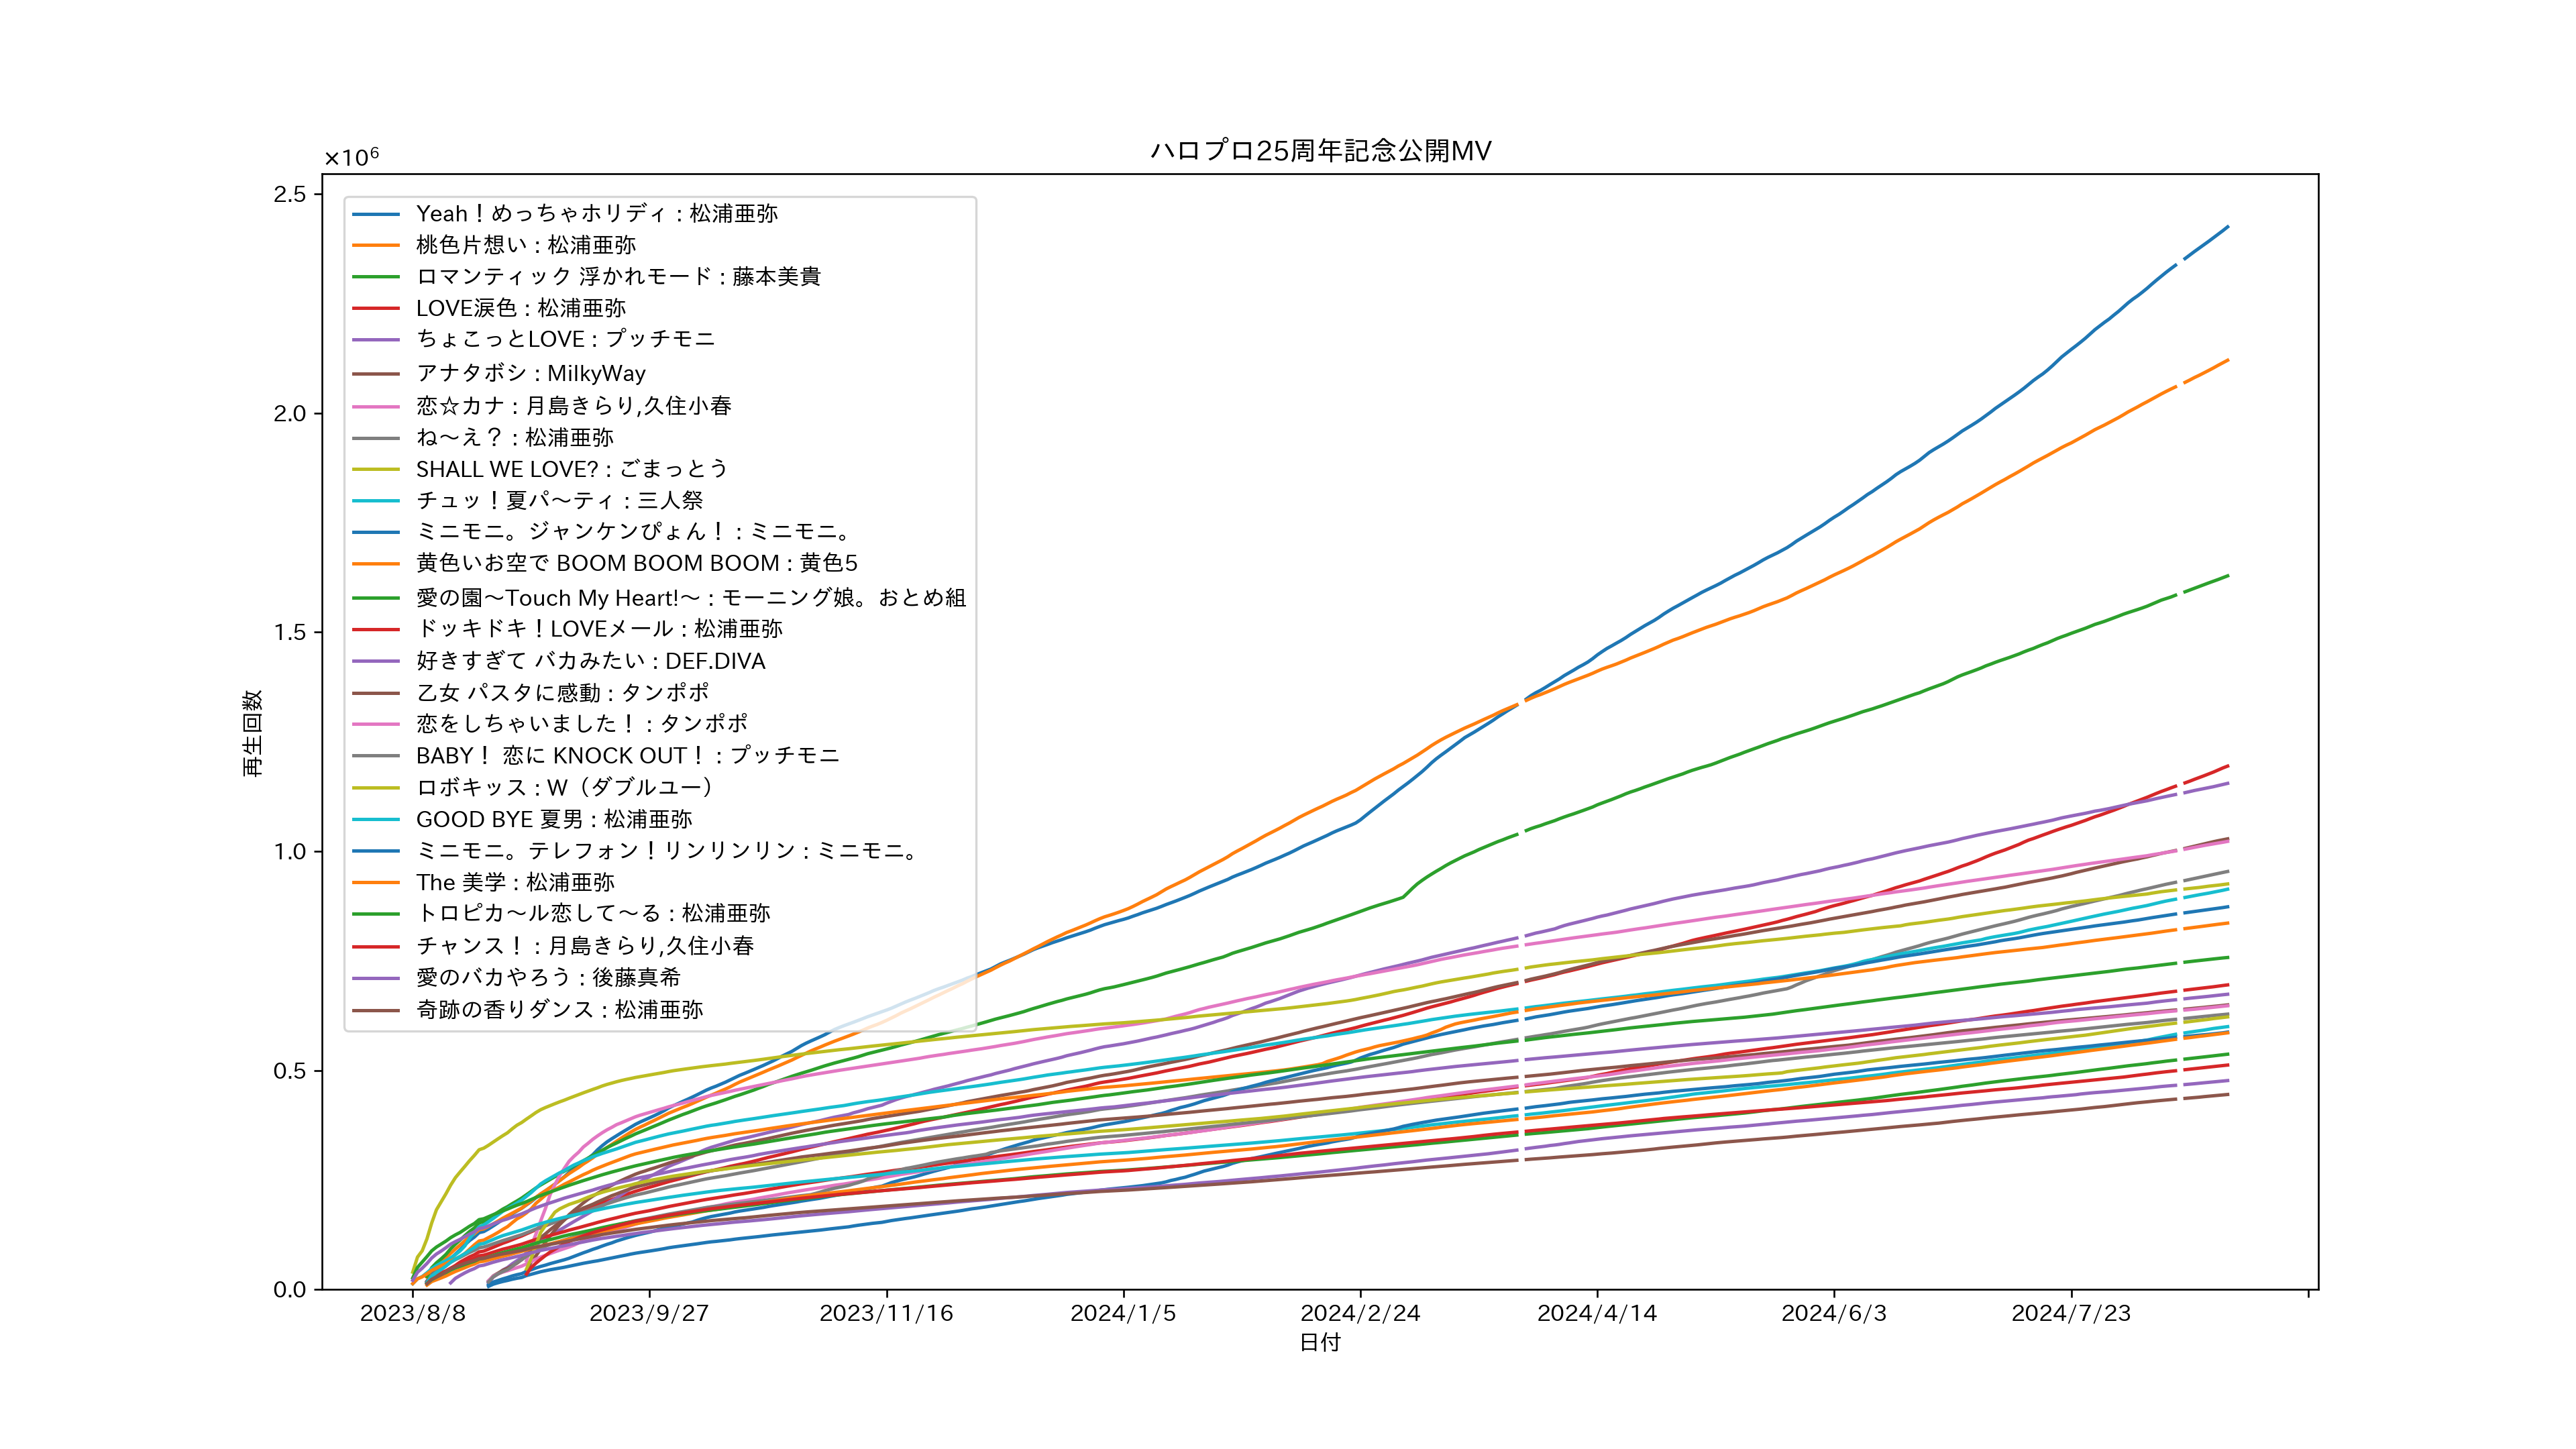 ハロプロ25周年記念公開MV
×10⁶
2.5
2.0
1.5
1.0
0.5
0.0
再生回数
Yeah！めっちゃホリディ : 松浦亜弥
桃色片想い : 松浦亜弥
ロマンティック 浮かれモード : 藤本美貴
LOVE涙色 : 松浦亜弥
ちょこっとLOVE : プッチモニ
アナタボシ : MilkyWay
恋☆カナ : 月島きらり,久住小春
ね〜え？ : 松浦亜弥
SHALL WE LOVE? : ごまっとう
チュッ！夏パ〜ティ : 三人祭
ミニモニ。ジャンケンぴょん！ : ミニモニ。
黄色いお空で BOOM BOOM BOOM : 黄色5
愛の園〜Touch My Heart!〜 : モーニング娘。おとめ組
ドッキドキ！LOVEメール : 松浦亜弥
好きすぎて バカみたい : DEF.DIVA
乙女 パスタに感動 : タンポポ
恋をしちゃいました！ : タンポポ
BABY！ 恋に KNOCK OUT！ : プッチモニ
ロボキッス : W（ダブルユー）
GOOD BYE 夏男 : 松浦亜弥
ミニモニ。テレフォン！リンリンリン : ミニモニ。
The 美学 : 松浦亜弥
トロピカ〜ル恋して〜る : 松浦亜弥
チャンス！ : 月島きらり,久住小春
愛のバカやろう : 後藤真希
奇跡の香りダンス : 松浦亜弥
2023/8/8 2023/9/27 2023/11/16 2024/1/5 2024/2/24 2024/4/14 2024/6/3 2024/7/23
日付